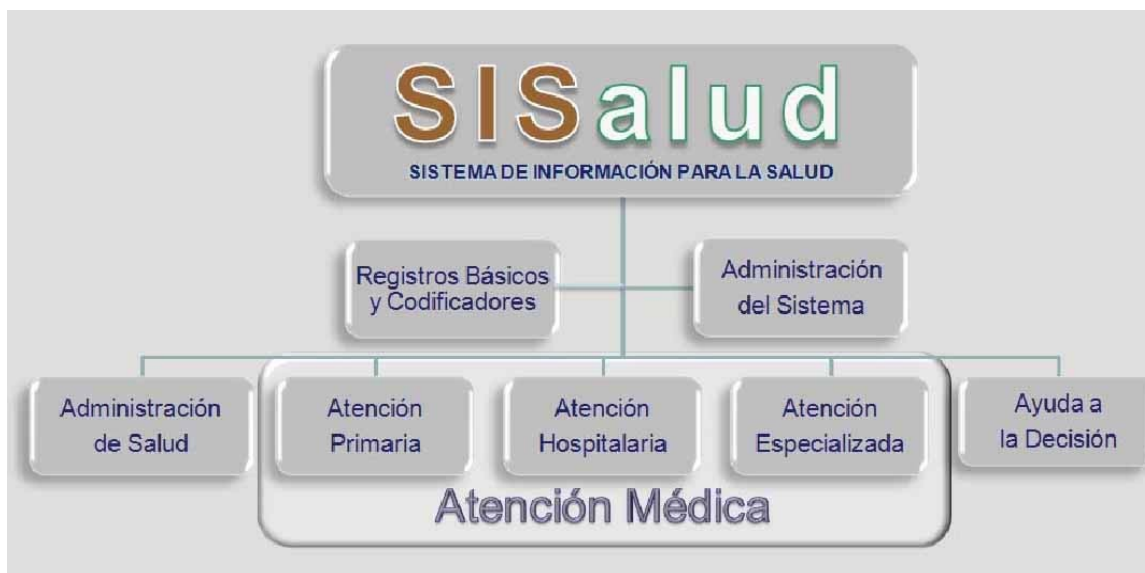 SISalud
SISTEMA DE INFORMACIÓN PARA LA SALUD
Registros Básicos
y Codificadores
Administración
del Sistema
Administración
de Salud
Atención
Primaria
Atención
Hospitalaria
Atención
Especializada
Ayuda a
la Decisión
Atención Médica